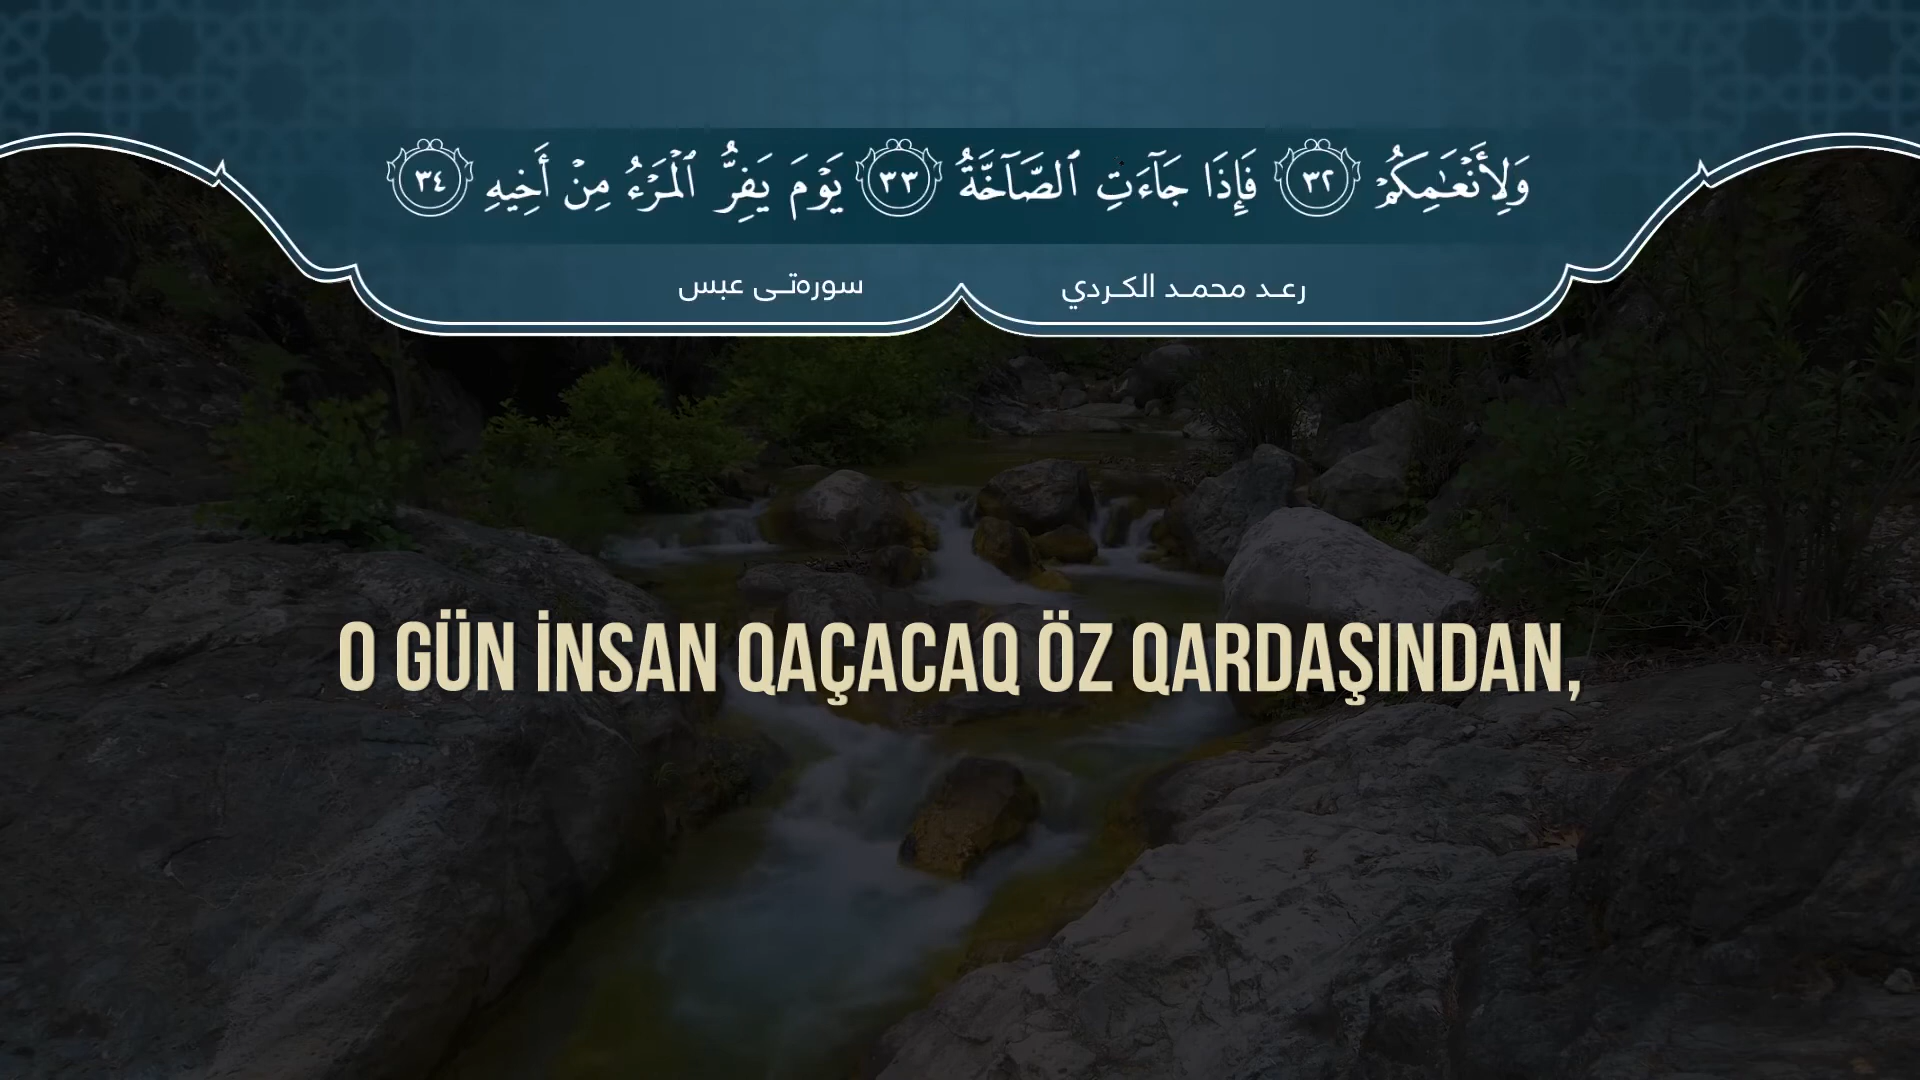 وَلِأَنۡعَٰمِكُمۡ ٣٢ فَإِذَا جَآءَتِ ٱلصَّآخَّةُ ٣٣ يَوۡمَ يَفِرُّ ٱلۡمَرۡءُ مِنۡ أَخِيهِ ٣٤
رعد محمد الكردي سورەتی عبس
O GÜN İNSAN QAÇACAQ ÖZ QARDAŞINDAN,